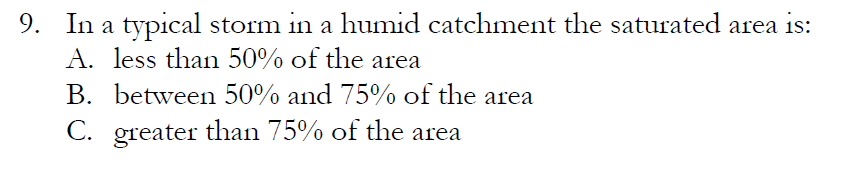 9. In a typical storm in a humid catchment the saturated area is:
A. less than 50% of the area
B. between 50% and 75% of the area
C. greater than 75% of the area